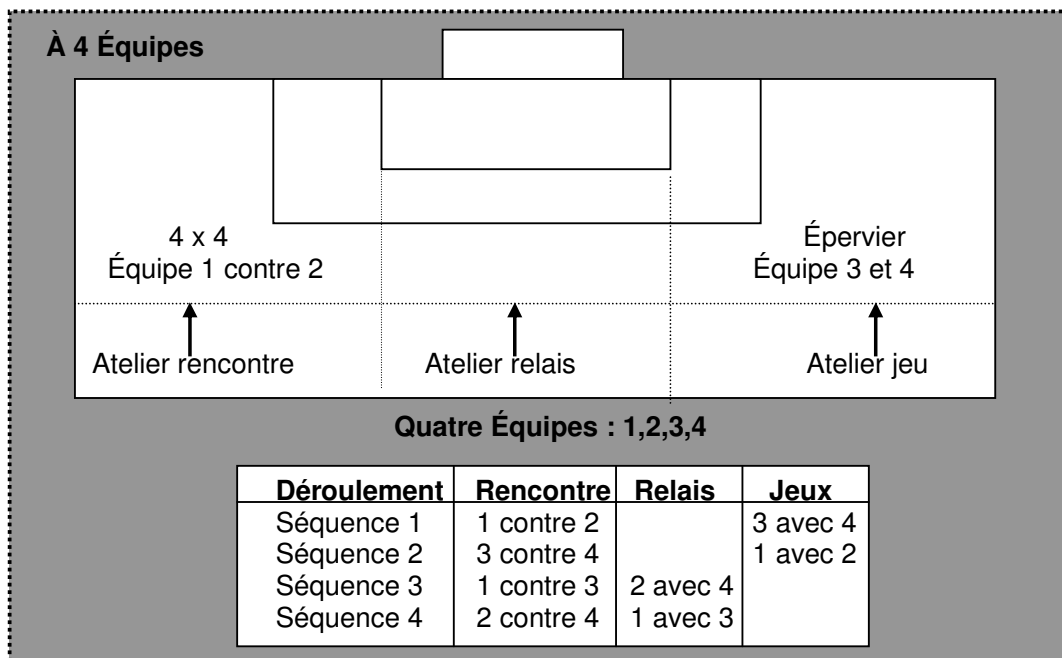 À 4 Équipes
4 x 4
Équipe 1 contre 2
Épervier
Équipe 3 et 4
Atelier rencontre
Atelier relais
Atelier jeu
Quatre Équipes : 1,2,3,4
Déroulement Rencontre Relais Jeux
Séquence 1 1 contre 2 3 avec 4
Séquence 2 3 contre 4 1 avec 2
Séquence 3 1 contre 3 2 avec 4
Séquence 4 2 contre 4 1 avec 3